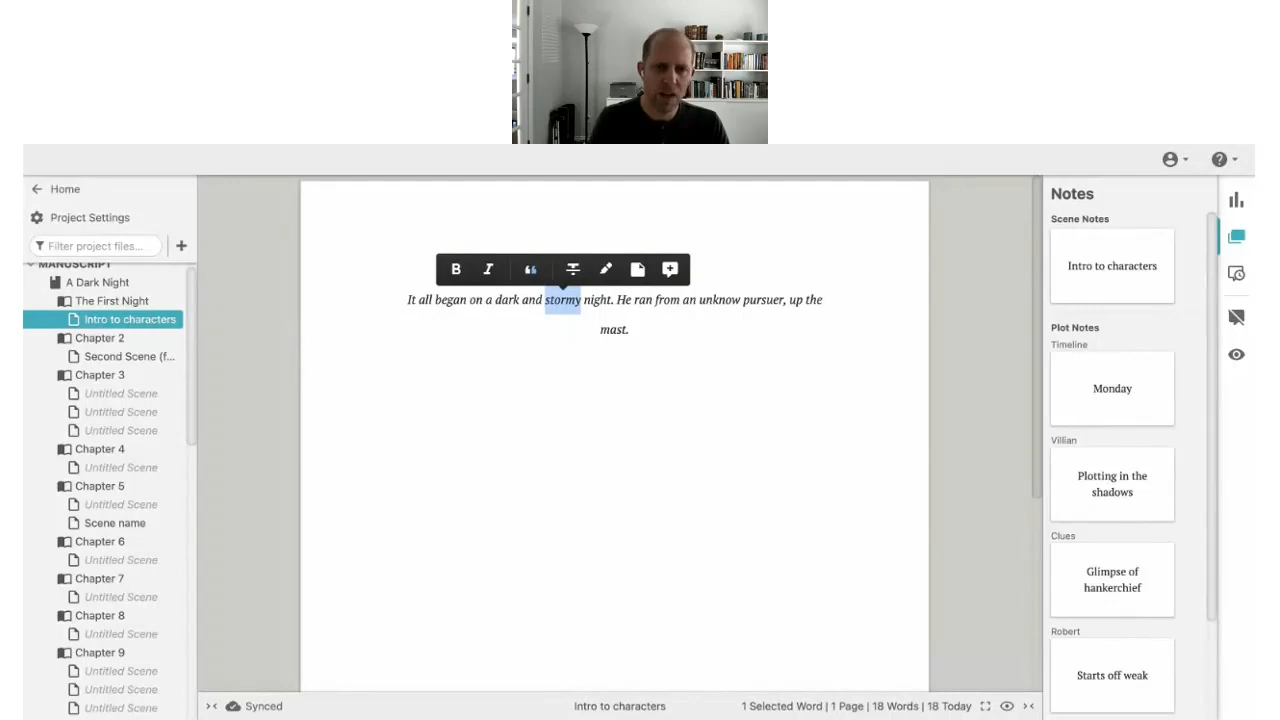 Home
Project Settings
Filter project files...
MANUSCRIPT
A Dark Night
The First Night
Intro to characters
Chapter 2
Second Scene (f...
Chapter 3
Untitled Scene
Untitled Scene
Untitled Scene
Chapter 4
Untitled Scene
Chapter 5
Untitled Scene
Scene name
Chapter 6
Untitled Scene
Chapter 7
Untitled Scene
Chapter 8
Untitled Scene
Chapter 9
Untitled Scene
Untitled Scene
Untitled Scene
B I
It all began on a dark and stormy night. He ran from an unknow pursuer, up the
mast.
Notes
Scene Notes
Intro to characters
Plot Notes
Timeline
Monday
Villian
Plotting in the
shadows
Clues
Glimpse of
hankerchief
Robert
Starts off weak
Synced
Intro to characters
1 Selected Word | 1 Page | 18 Words | 18 Today